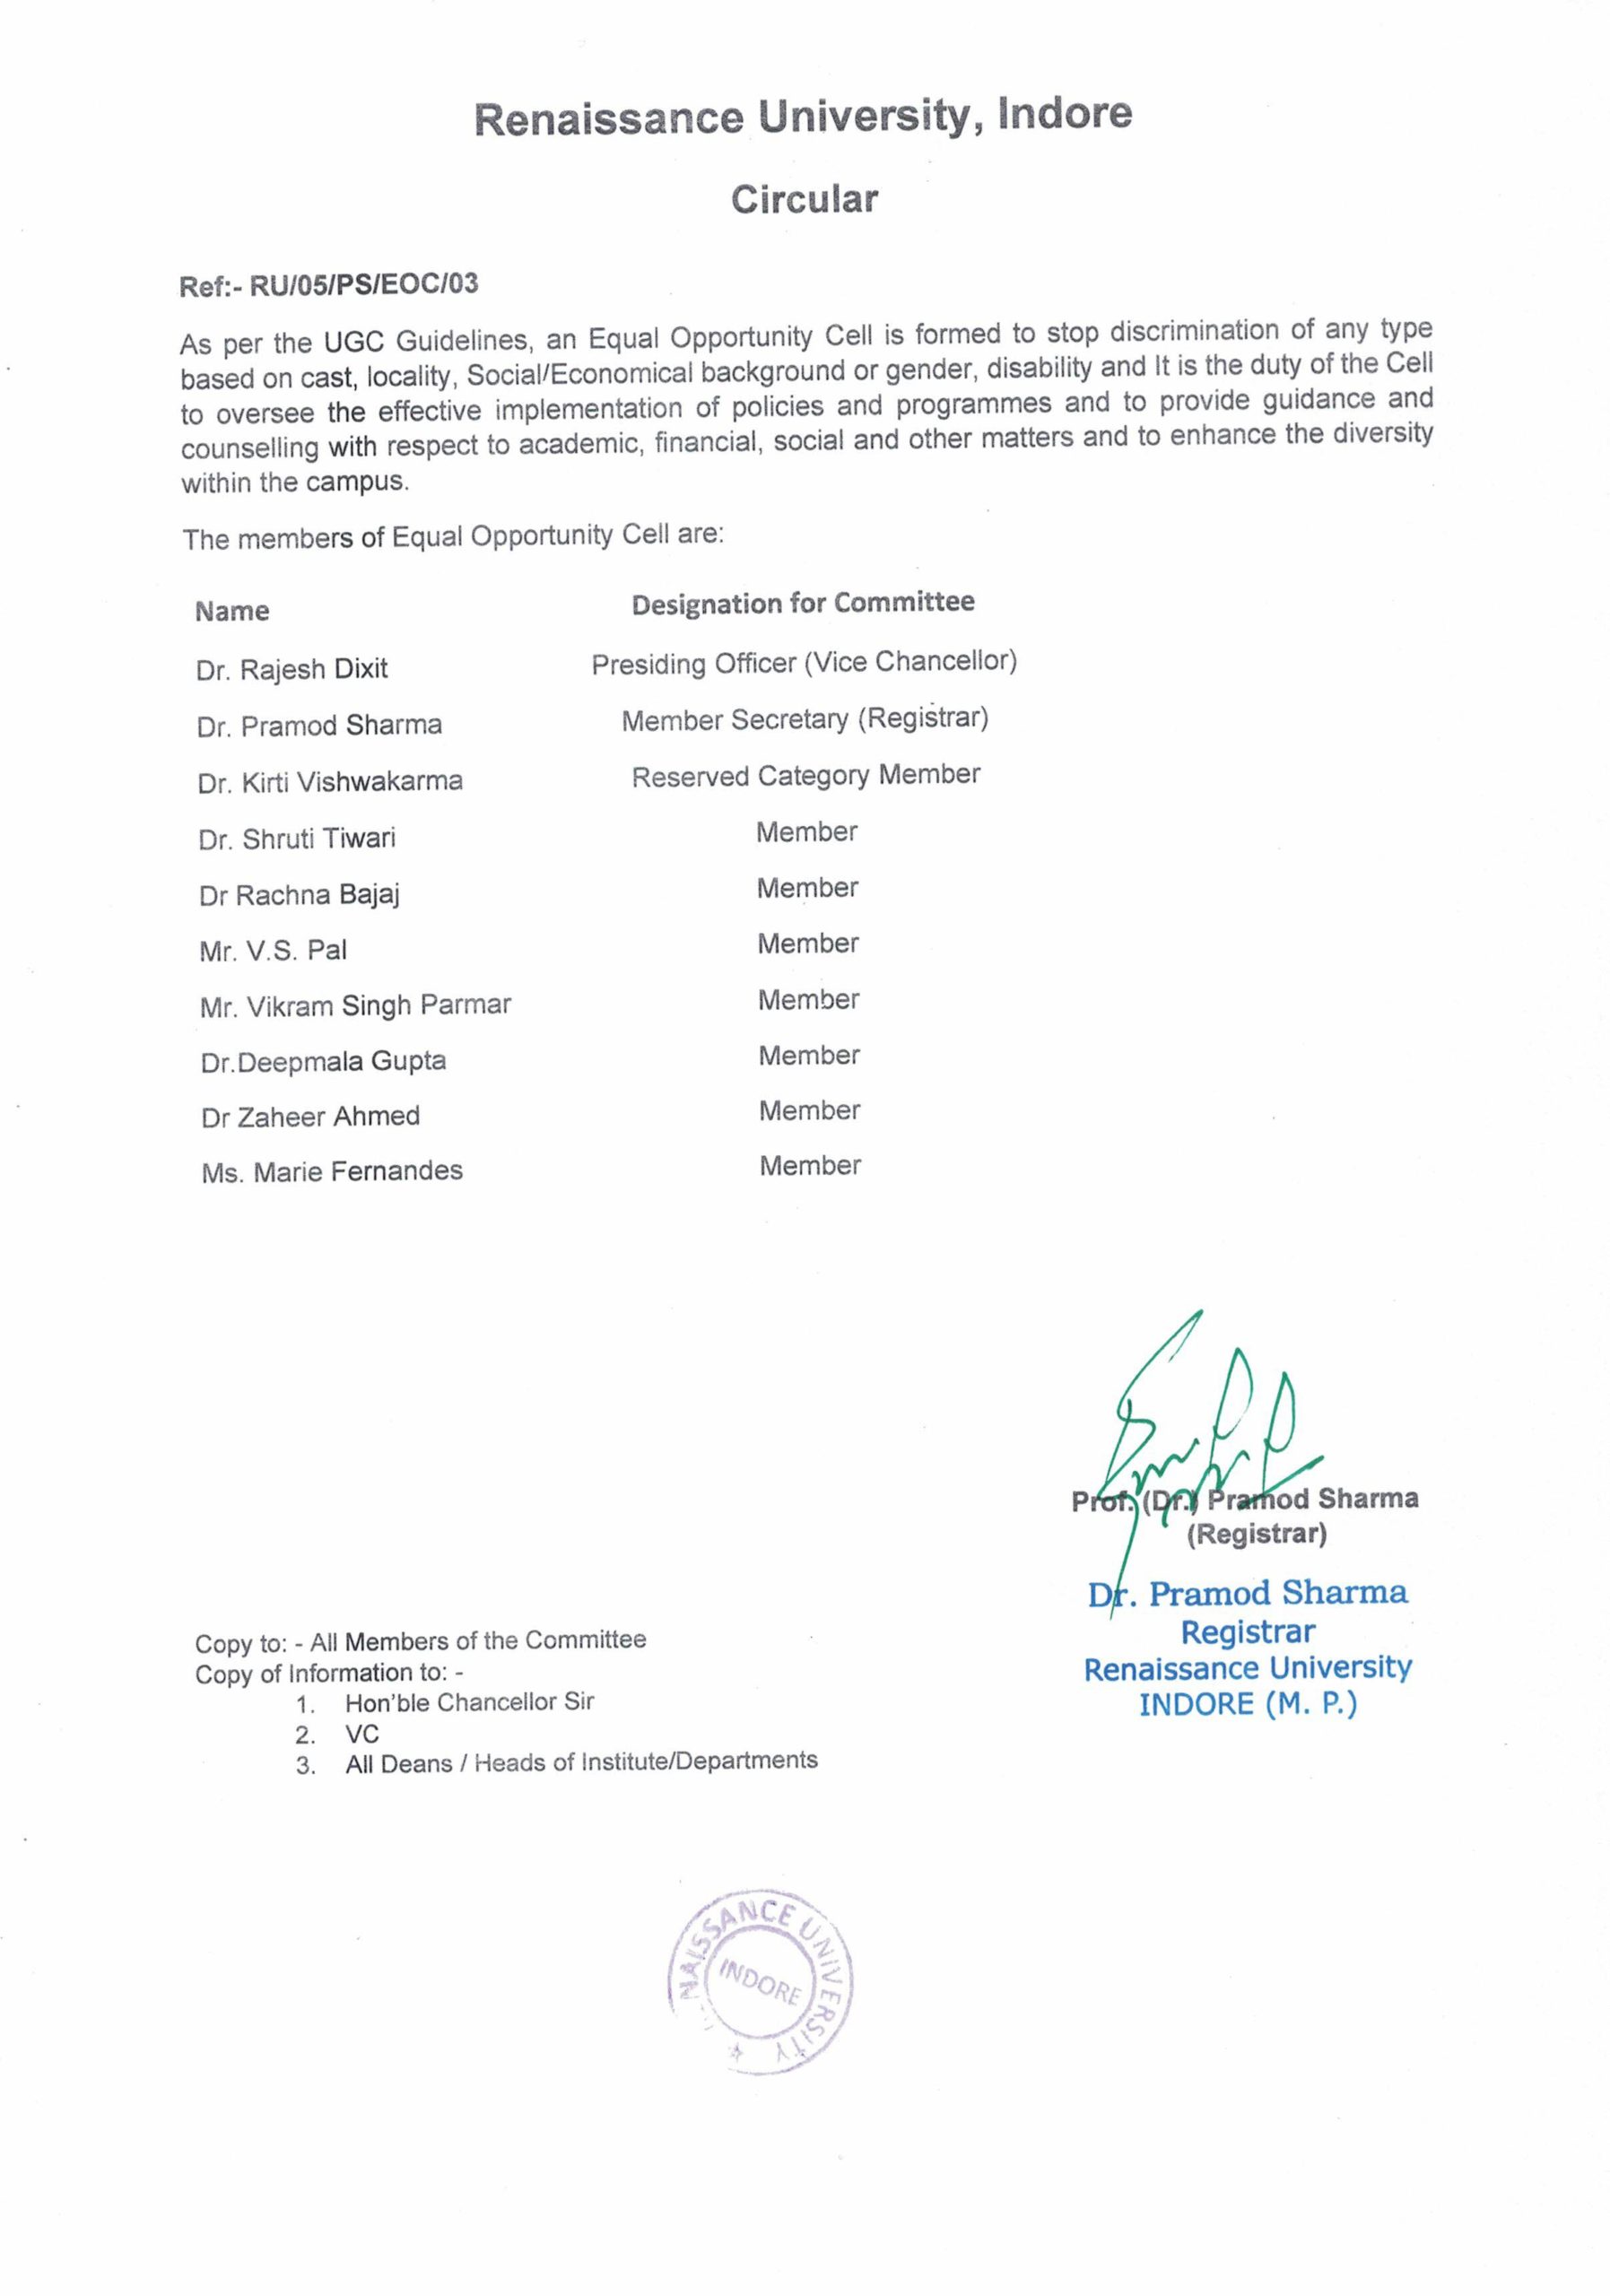 Renaissance University, Indore
Circular
Ref:- RU/05/PS/EOC/03
As per the UGC Guidelines, an Equal Opportunity Cell is formed to stop discrimination of any type
based on cast, locality, Social/Economical background or gender, disability and It is the duty of the Cell
to oversee the effective implementation of policies and programmes and to provide guidance and
counselling with respect to academic, financial, social and other matters and to enhance the diversity
within the campus.
The members of Equal Opportunity Cell are:
Name Designation for Committee
Dr. Rajesh Dixit Presiding Officer (Vice Chancellor)
Dr. Pramod Sharma Member Secretary (Registrar)
Dr. Kirti Vishwakarma Reserved Category Member
Dr. Shruti Tiwari Member
Dr Rachna Bajaj Member
Mr. V.S. Pal Member
Mr. Vikram Singh Parmar Member
Dr.Deepmala Gupta Member
Dr Zaheer Ahmed Member
Ms. Marie Fernandes Member
Prof. (Dr.) Pramod Sharma
(Registrar)
Dr. Pramod Sharma
Registrar
Renaissance University
INDORE (M. P.)
Copy to: - All Members of the Committee
Copy of Information to: -
1. Hon'ble Chancellor Sir
2. VC
3. All Deans / Heads of Institute/Departments
NAISSANCE UNIVERSITY
INDORE